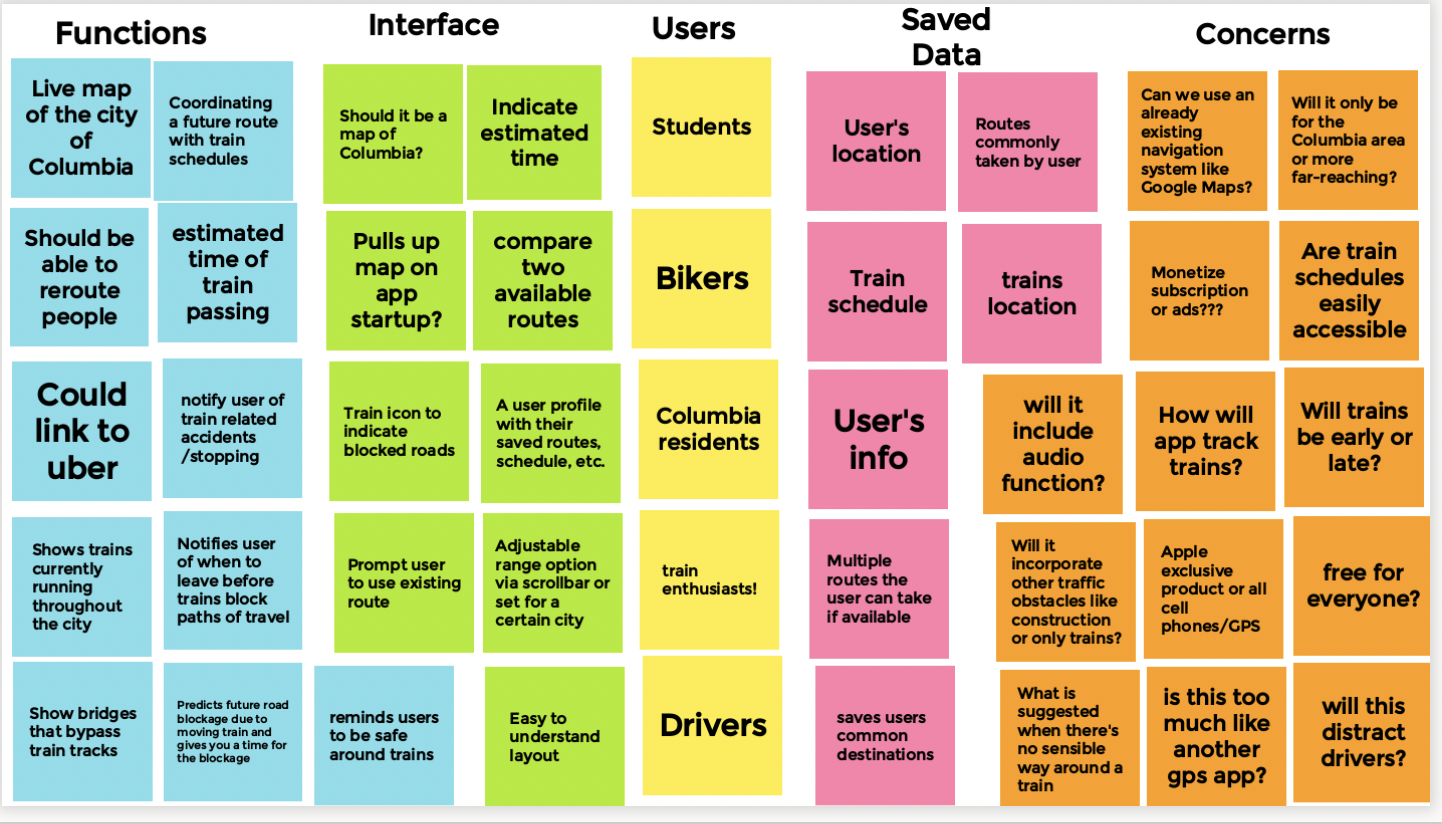 Functions
Live map
of the city
of
Columbia
Coordinating
a future route
with train
schedules
Should be
able to
reroute
people
estimated
time of
train
passing
Could
link to
uber
notify user of
train related
accidents
/stopping
Shows trains
currently
running
throughout
the city
Notifies user
of when to
leave before
trains block
paths of travel
Show bridges
that bypass
train tracks
Predicts future road
blockage due to
moving train and
gives you a time for
the blockage
reminds users
to be safe
around trains
Interface
Should it be a
map of
Columbia?
Indicate
estimated
time
Pulls up
map on
app
startup?
compare
two
available
routes
Train icon to
indicate
blocked roads
A user profile
with their
saved routes,
schedule, etc.
Prompt user
to use existing
route
Adjustable
range option
via scrollbar or
set for a
certain city
Easy to
understand
layout
Users
Students
Bikers
Columbia
residents
train
enthusiasts!
Drivers
Saved
Data
User's
location
Routes
commonly
taken by user
Train
schedule
trains
location
User's
info
Multiple
routes the
user can take
if available
saves users
common
destinations
Concerns
Can we use an
already
existing
navigation
system like
Google Maps?
Will it only be
for the
Columbia area
or more
far-reaching?
Monetize
subscription
or ads???
Are train
schedules
easily
accessible
will it
include
audio
function?
How will
app track
trains?
Will trains
be early or
late?
Will it
incorporate
other traffic
obstacles like
construction
or only trains?
Apple
exclusive
product or all
cell
phones/GPS
free for
everyone?
What is
suggested
when there's
no sensible
way around a
train
is this too
much like
another
gps app?
will this
distract
drivers?